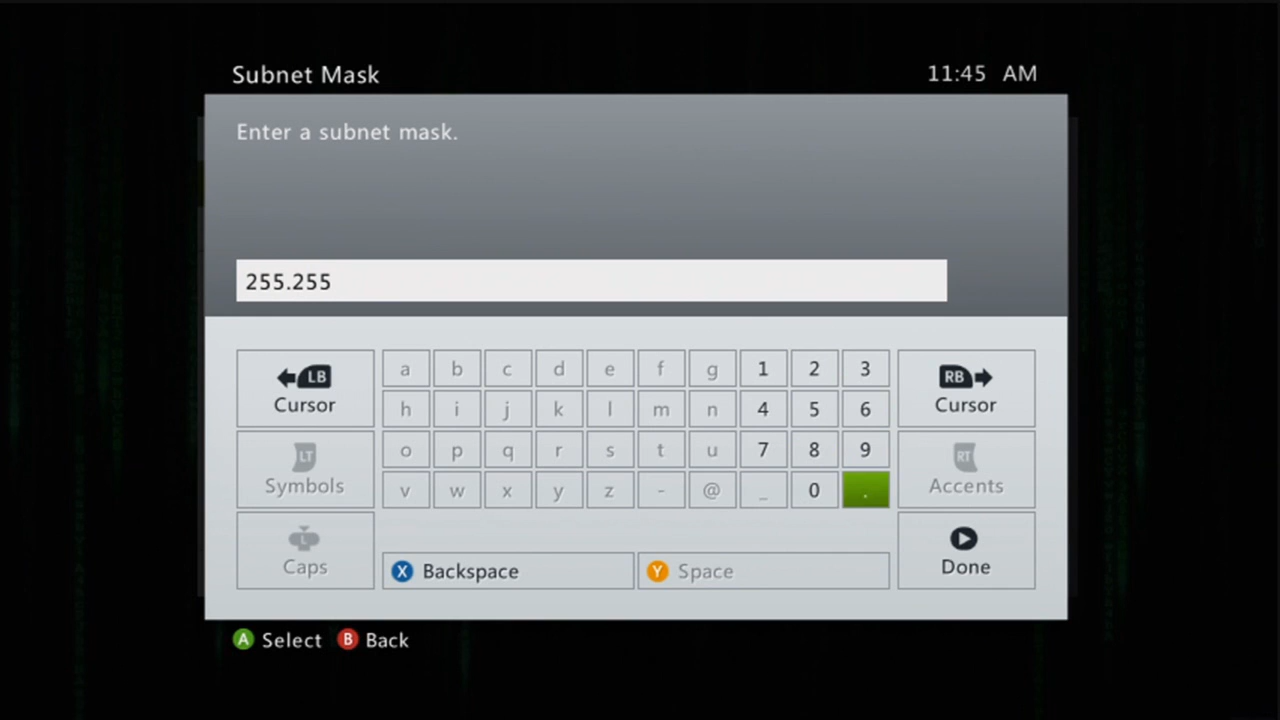 Subnet Mask 11:45 AM
Enter a subnet mask.
255.255
LB a b c d e f g 1 2 3 RB
Cursor h i j k l m n 4 5 6 Cursor
LT o p q r s t u 7 8 9 RT
Symbols v w x y z - @ _ 0 . Accents
L
Caps X Backspace Y Space Done
A Select B Back